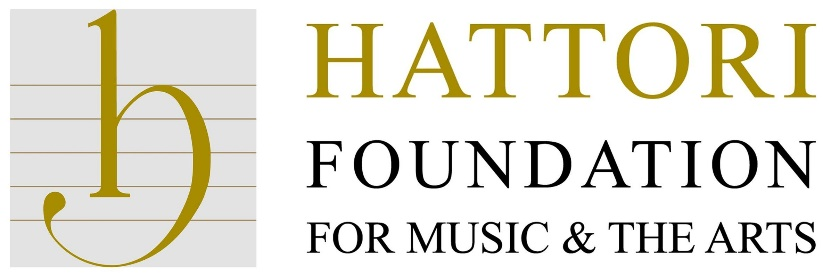 h
HATTORI
FOUNDATION
FOR MUSIC & THE ARTS